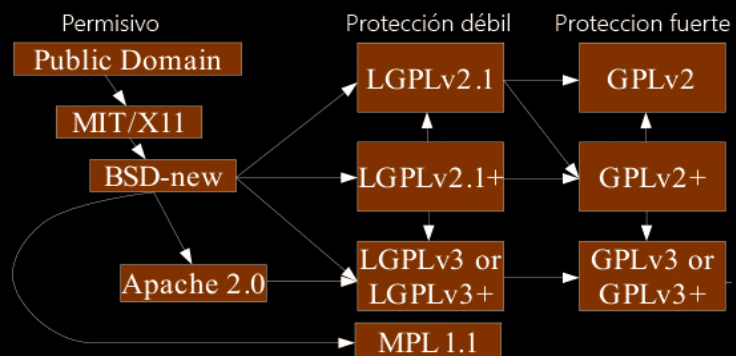 Permisivo
Protección débil
Proteccion fuerte
Public Domain
LGPLv2.1
GPLv2
MIT/X11
BSD-new
LGPLv2.1+
GPLv2+
Apache 2.0
LGPLv3 or
LGPLv3+
GPLv3 or
GPLv3+
MPL 1.1